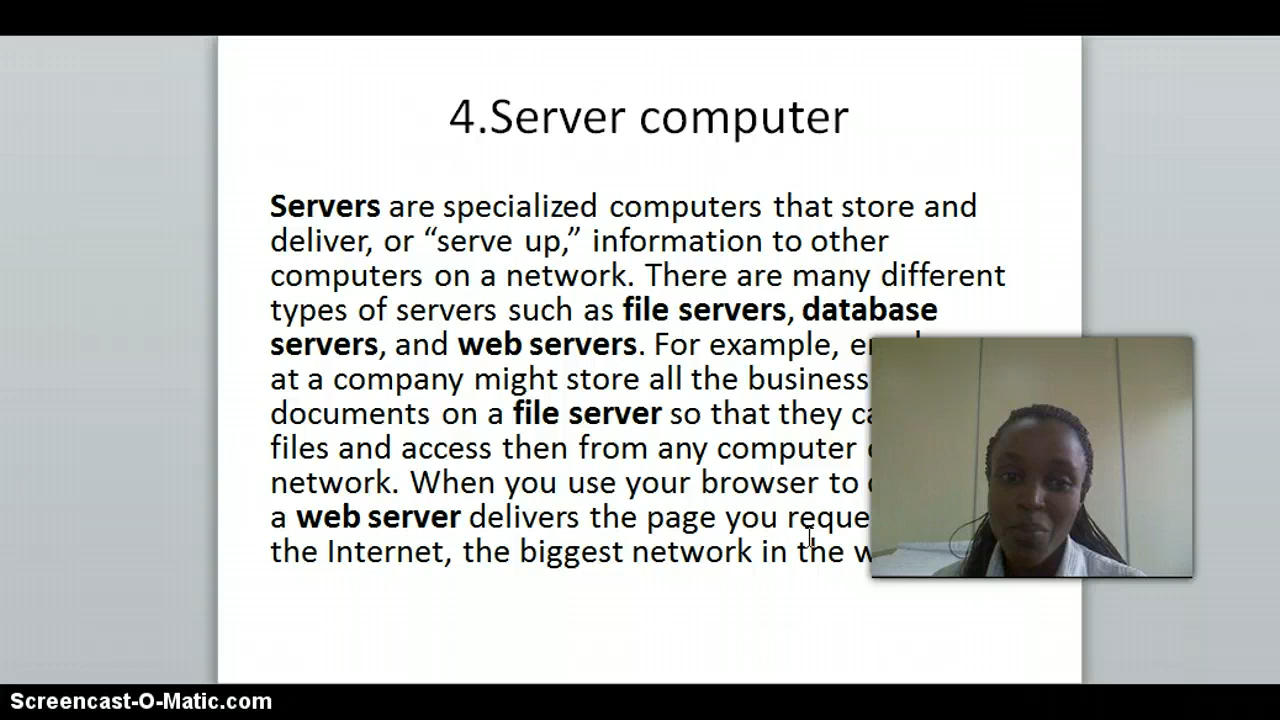 4.Server computer
Servers are specialized computers that store and
deliver, or “serve up,” information to other
computers on a network. There are many different
types of servers such as file servers, database
servers, and web servers. For example,
at a company might store all the business
documents on a file server so that they
files and access then from any computer
network. When you use your browser to
a web server delivers the page you
the Internet, the biggest network in the
Screencast-O-Matic.com